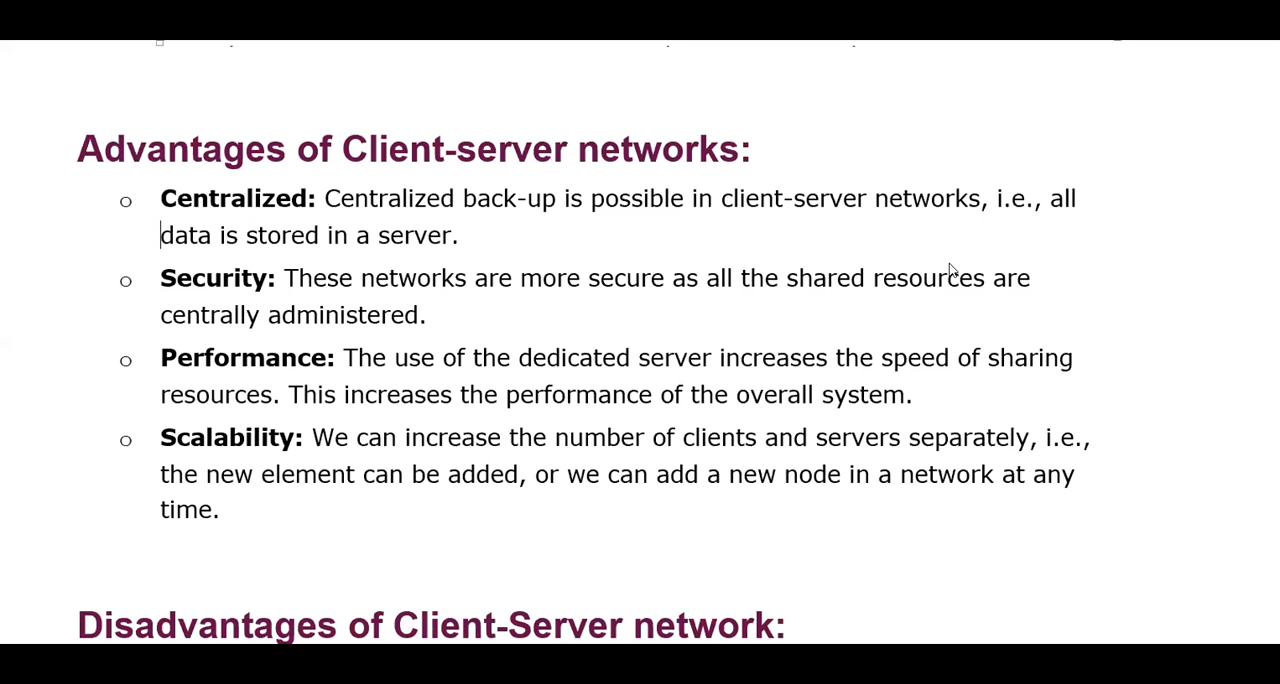 Advantages of Client-server networks:
o Centralized: Centralized back-up is possible in client-server networks, i.e., all
data is stored in a server.
o Security: These networks are more secure as all the shared resources are
centrally administered.
o Performance: The use of the dedicated server increases the speed of sharing
resources. This increases the performance of the overall system.
o Scalability: We can increase the number of clients and servers separately, i.e.,
the new element can be added, or we can add a new node in a network at any
time.
Disadvantages of Client-Server network: